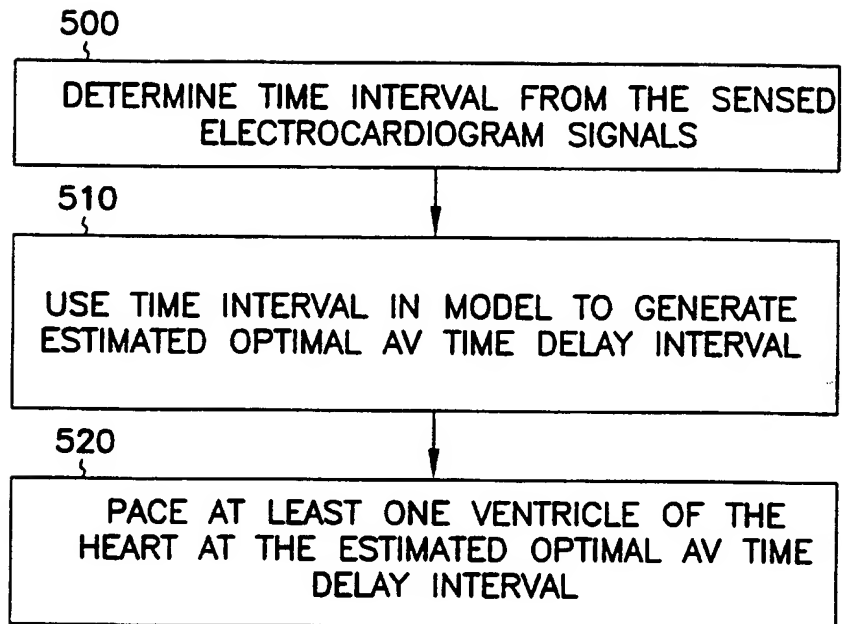 500
DETERMINE TIME INTERVAL FROM THE SENSED
ELECTROCARDIOGRAM SIGNALS
510
USE TIME INTERVAL IN MODEL TO GENERATE
ESTIMATED OPTIMAL AV TIME DELAY INTERVAL
520
PACE AT LEAST ONE VENTRICLE OF THE
HEART AT THE ESTIMATED OPTIMAL AV TIME
DELAY INTERVAL